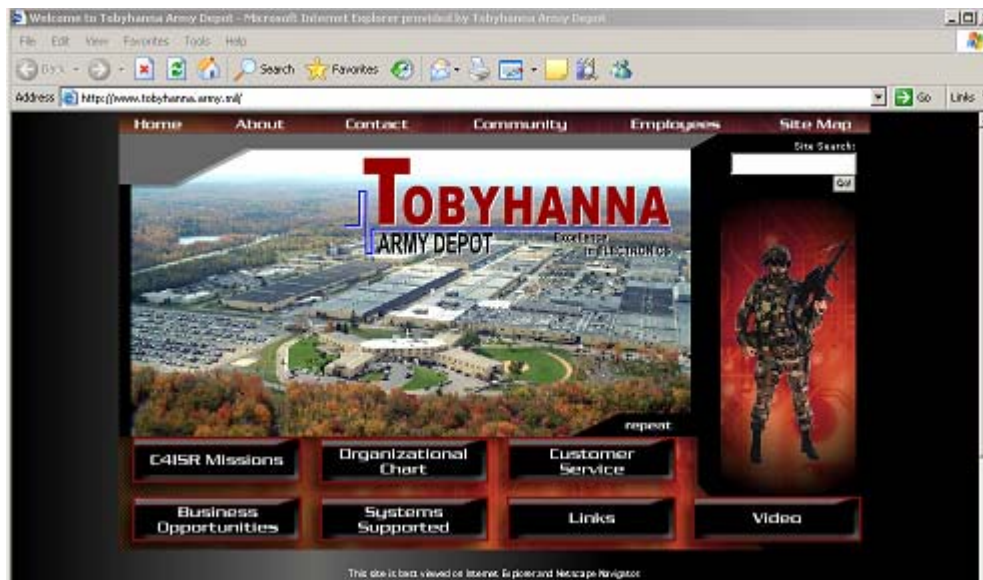 Welcome to Tobyhanna Army Depot - Microsoft Internet Explorer provided by Tobyhanna Army Depot
File Edit View Favorites Tools Help
Back Search Favorites
Address http://www.tobyhanna.army.mil/ Go Links
Home About Contact Community Employees Site Map
Site Search:
Go!
TOBYHANNA
ARMY DEPOT Excellence
in ELECTRONICS
repeat
C4ISR Missions Organizational Chart Customer Service
Business Opportunities Systems Supported Links Video
This site is best viewed on Internet Explorer and Netscape Navigator